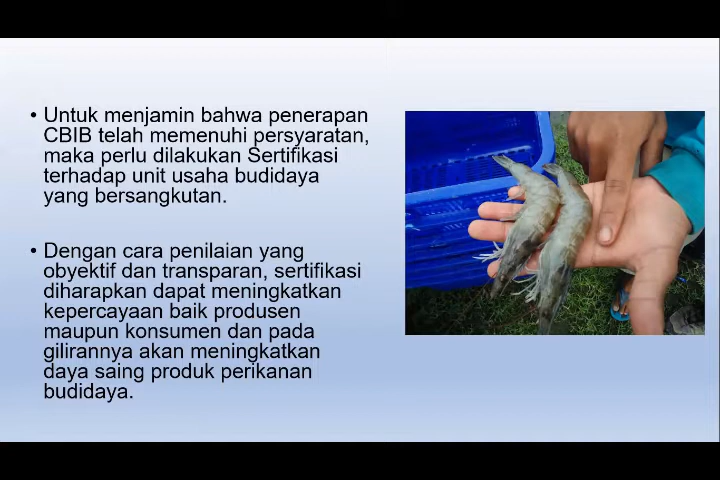 • Untuk menjamin bahwa penerapan
CBIB telah memenuhi persyaratan,
maka perlu dilakukan Sertifikasi
terhadap unit usaha budidaya
yang bersangkutan.
• Dengan cara penilaian yang
obyektif dan transparan, sertifikasi
diharapkan dapat meningkatkan
kepercayaan baik produsen
maupun konsumen dan pada
gilirannya akan meningkatkan
daya saing produk perikanan
budidaya.